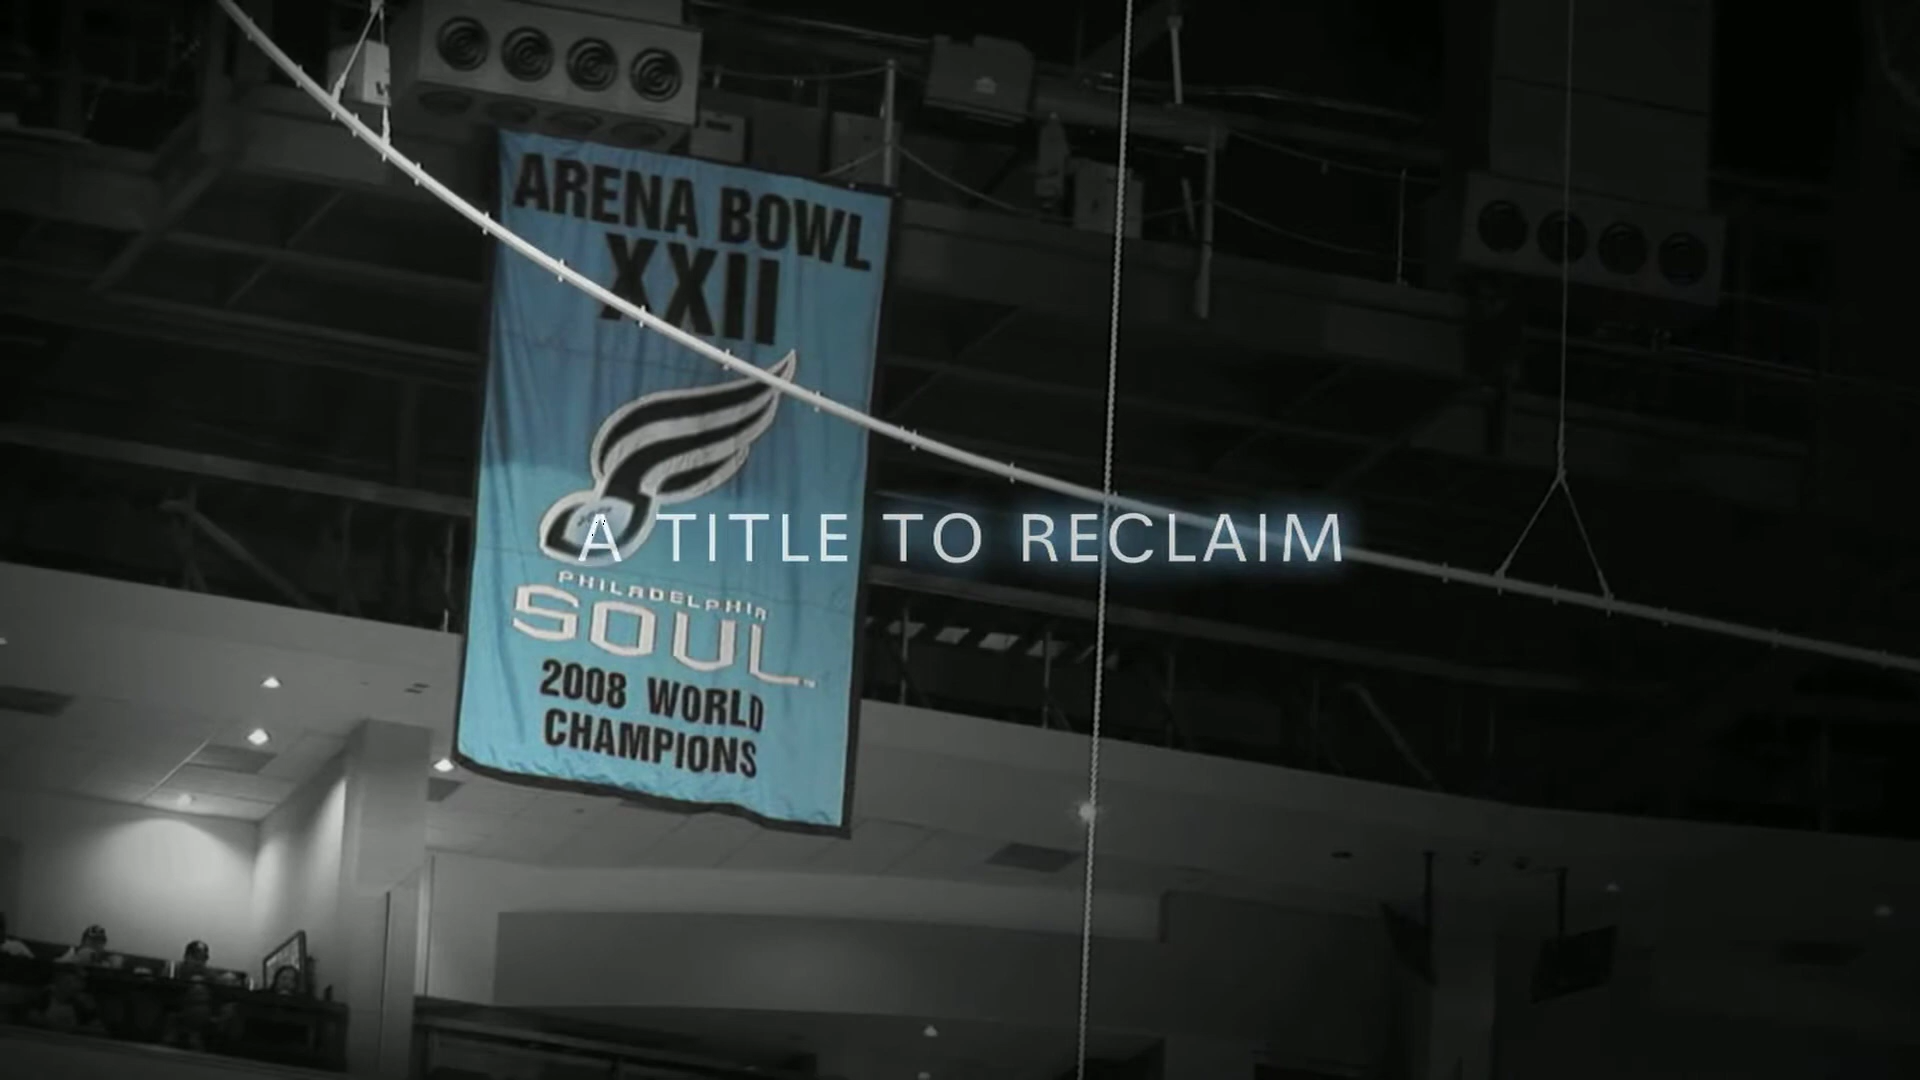 ARENA BOWL
XXII
A TITLE TO RECLAIM
PHILADELPHIA
SOUL
2008 WORLD
CHAMPIONS